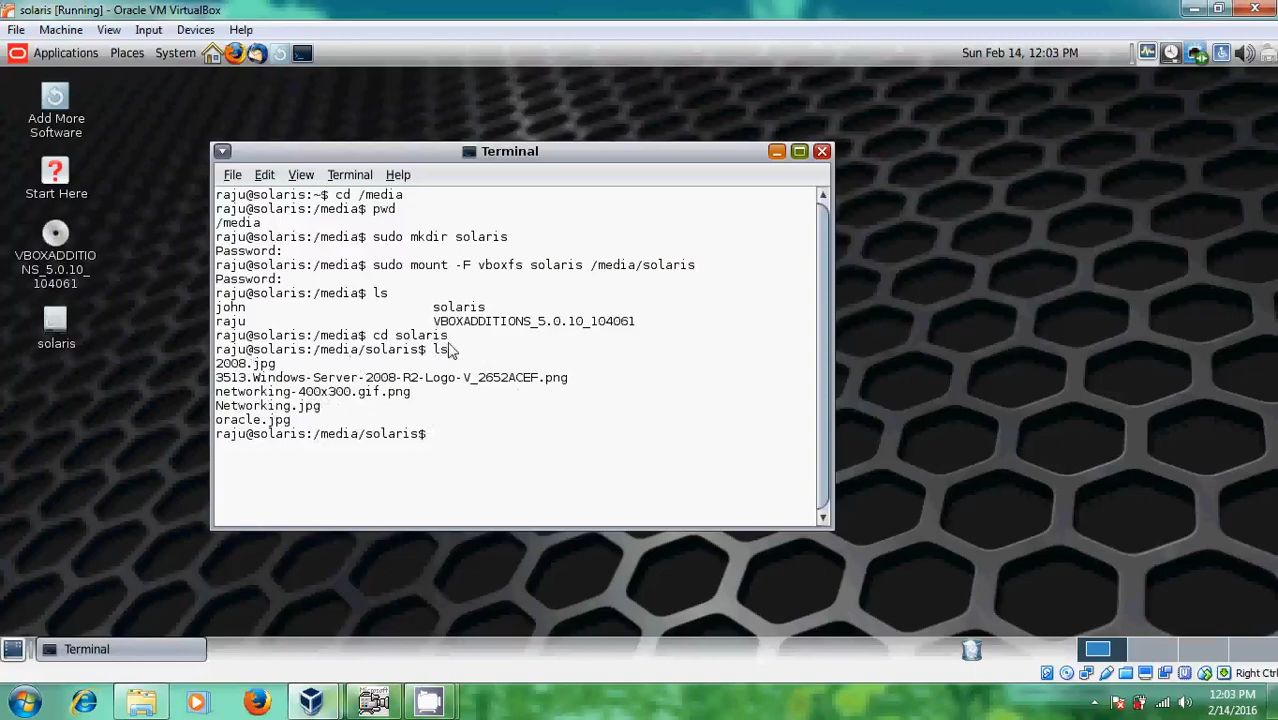 solaris [Running] - Oracle VM VirtualBox
File Machine View Input Devices Help
Applications Places System Sun Feb 14, 12:03 PM
Add More
Software
Start Here
VBOXADDITIO
NS_5.0.10_
104061
solaris
Terminal
File Edit View Terminal Help
raju@solaris:~$ cd /media
raju@solaris:/media$ pwd
/media
raju@solaris:/media$ sudo mkdir solaris
Password:
raju@solaris:/media$ sudo mount -F vboxfs solaris /media/solaris
Password:
raju@solaris:/media$ ls
john solaris
raju VBOXADDITIONS_5.0.10_104061
raju@solaris:/media$ cd solaris
raju@solaris:/media/solaris$ ls
2008.jpg
3513.Windows-Server-2008-R2-Logo-V_2652ACEF.png
networking-400x300.gif.png
Networking.jpg
oracle.jpg
raju@solaris:/media/solaris$
Terminal
Right Ctrl
12:03 PM
2/14/2016